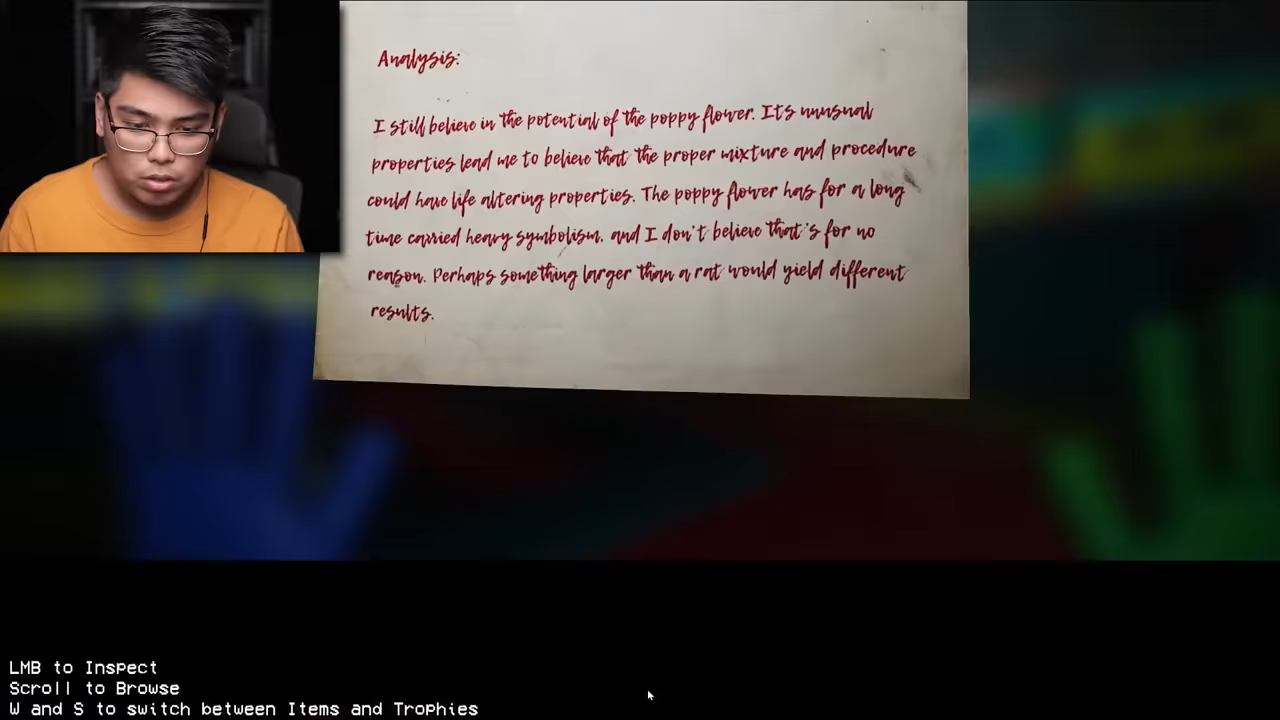 Analysis:
I still believe in the potential of the poppy flower. Its unusual
properties lead me to believe that the proper mixture and procedure
could have life altering properties. The poppy flower has for a long
time carried heavy symbolism, and I don't believe that's for no
reason. Perhaps something larger than a rat would yield different
results.
LMB to Inspect
Scroll to Browse
W and S to switch between Items and Trophies